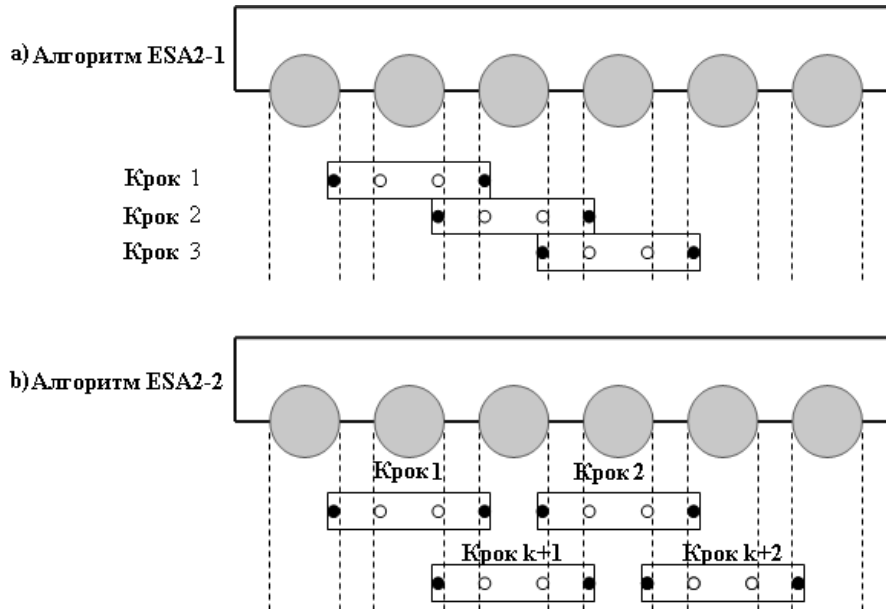 a) Алгоритм ESA2-1
Крок 1
Крок 2
Крок 3
b) Алгоритм ESA2-2
Крок 1
Крок 2
Крок k+1
Крок k+2